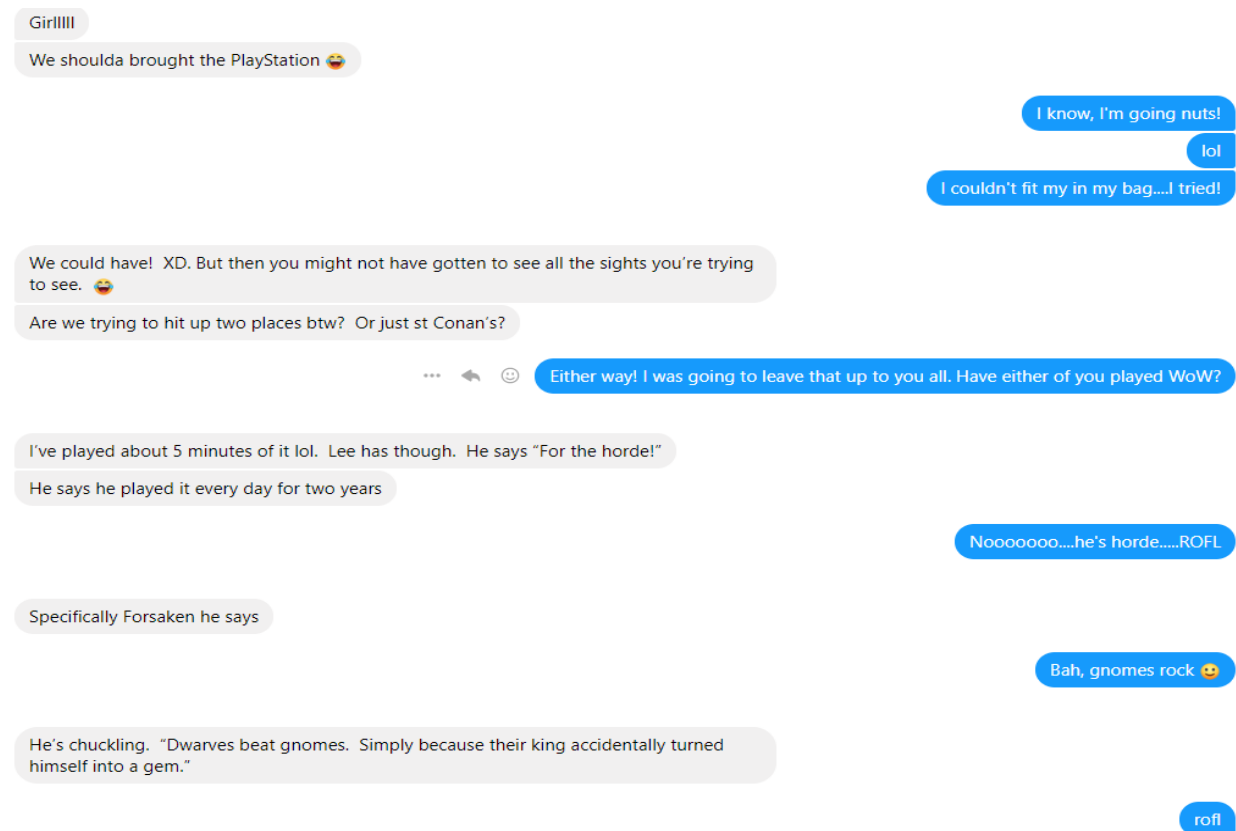 Girlllll
We shoulda brought the PlayStation 😂
I know, I'm going nuts!
lol
I couldn't fit my in my bag....I tried!
We could have!  XD. But then you might not have gotten to see all the sights you’re trying
to see.  😂
Are we trying to hit up two places btw?  Or just st Conan’s?
Either way! I was going to leave that up to you all. Have either of you played WoW?
I’ve played about 5 minutes of it lol.  Lee has though.  He says “For the horde!”
He says he played it every day for two years
Nooooooo....he's horde.....ROFL
Specifically Forsaken he says
Bah, gnomes rock 🙂
He’s chuckling.  “Dwarves beat gnomes.  Simply because their king accidentally turned
himself into a gem.”
rofl